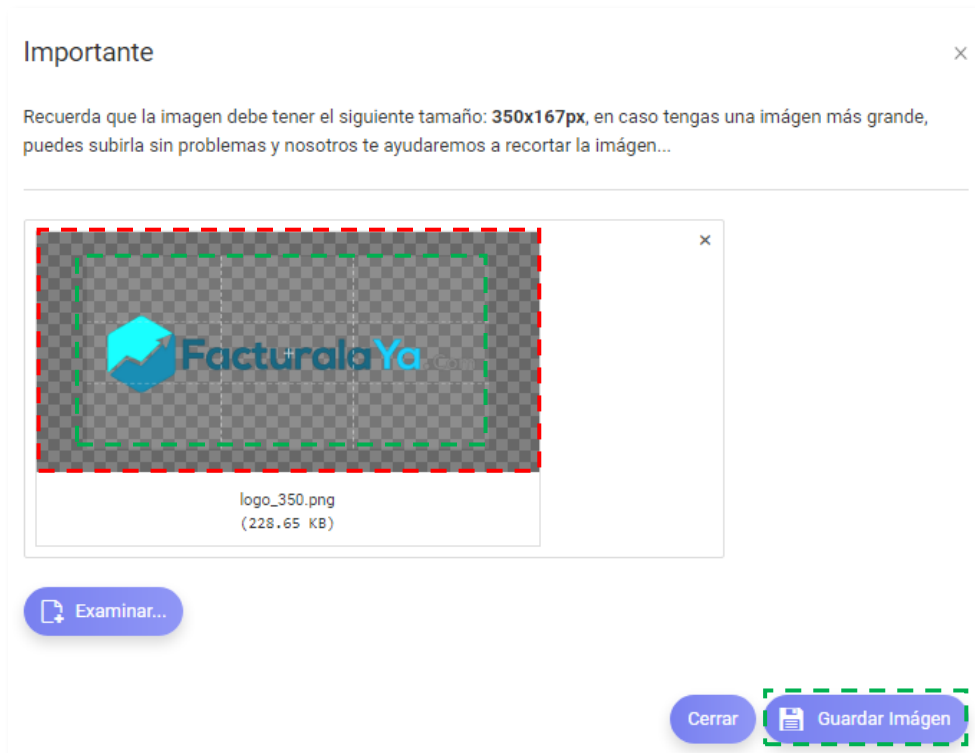 Importante
Recuerda que la imagen debe tener el siguiente tamaño: 350x167px, en caso tengas una imágen más grande,
puedes subirla sin problemas y nosotros te ayudaremos a recortar la imágen...
FacturalaYa.Com
logo_350.png
(228.65 KB)
Examinar...
Cerrar
Guardar Imágen